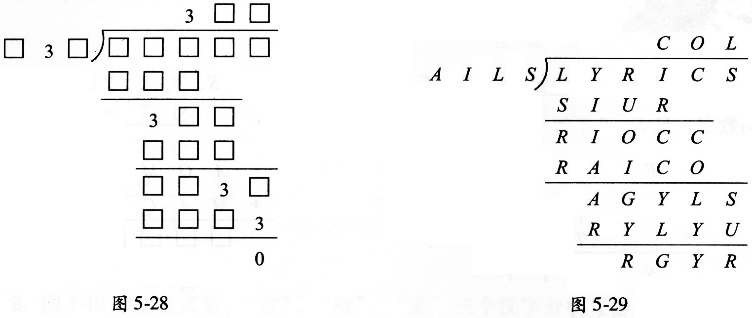 3 □ □
□ 3 □ ) □ □ □ □ □
□ □ □
3 □ □
□ □ □
□ □ 3 □
□ □ □ 3
0
图 5-28
C O L
A I L S ) L Y R I C S
S I U R
R I O C C
R A I C O
A G Y L S
R Y L Y U
R G Y R
图 5-29